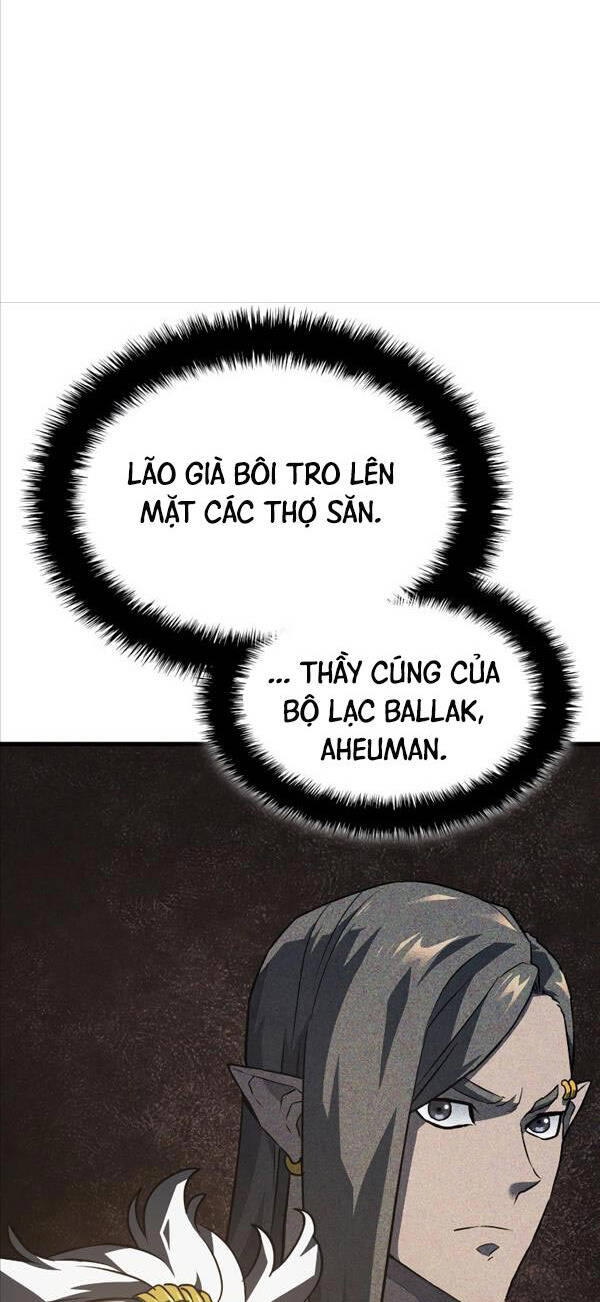 LÃO GIÀ BÔI TRO LÊN
MẶT CÁC THỢ SĂN.
... THẦY CÚNG CỦA
BỘ LẠC BALLAK,
AHEUMAN.